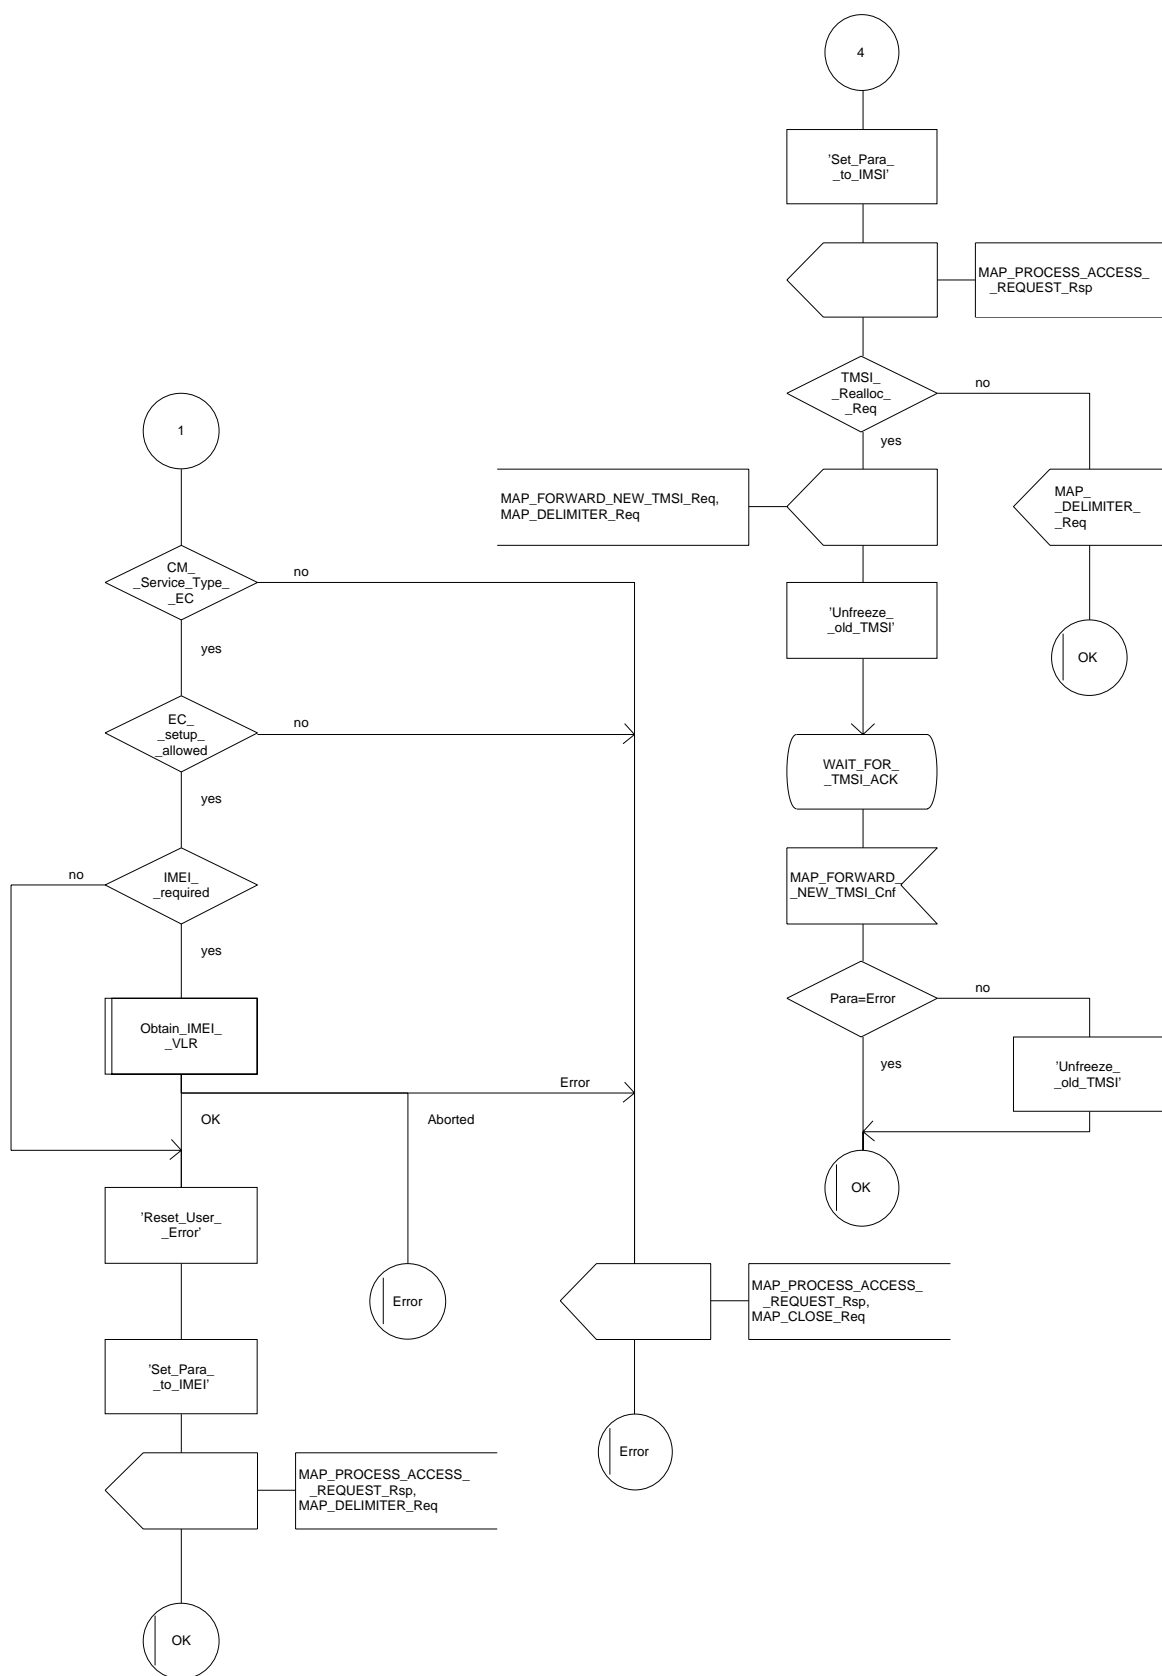 4
'Set_Para_
_to_IMSI'
MAP_PROCESS_ACCESS_
_REQUEST_Rsp
TMSI_
_Realloc_
_Req
no
yes
MAP_FORWARD_NEW_TMSI_Req,
MAP_DELIMITER_Req
MAP_
_DELIMITER_
_Req
'Unfreeze_
_old_TMSI'
OK
WAIT_FOR_
_TMSI_ACK
MAP_FORWARD_
_NEW_TMSI_Cnf
Para=Error
no
yes
'Unfreeze_
_old_TMSI'
OK
1
CM_
_Service_Type_
_EC
no
yes
EC_
_setup_
_allowed
no
yes
IMEI_
_required
no
yes
Obtain_IMEI_
_VLR
Error
OK
Aborted
'Reset_User_
_Error'
Error
MAP_PROCESS_ACCESS_
_REQUEST_Rsp,
MAP_CLOSE_Req
'Set_Para_
_to_IMEI'
Error
MAP_PROCESS_ACCESS_
_REQUEST_Rsp,
MAP_DELIMITER_Req
OK